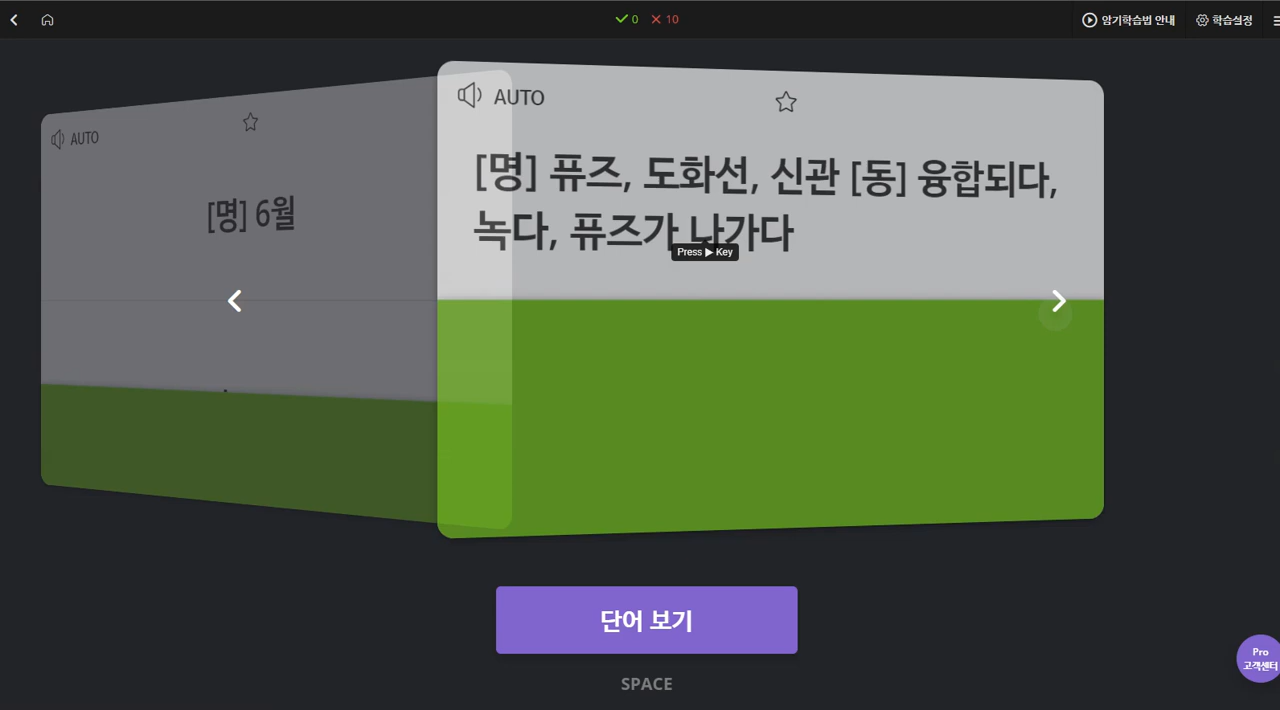 0 10
암기학습법 안내
학습설정
AUTO
[명] 6월
AUTO
[명] 퓨즈, 도화선, 신관 [동] 융합되다,
녹다, 퓨즈가 나가다
Press ▶ Key
단어 보기
SPACE
Pro
고객센터